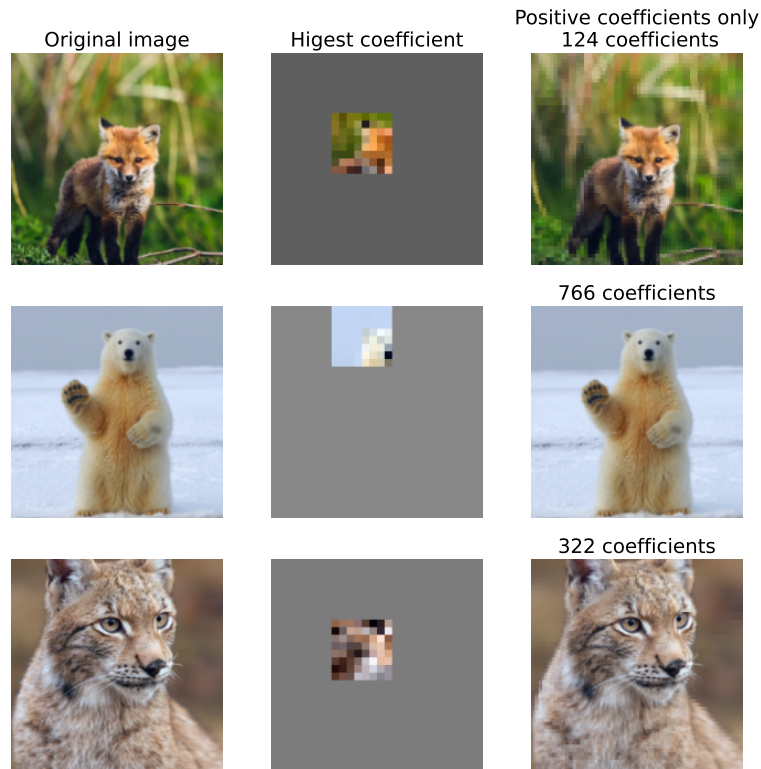 Original image
Higest coefficient
Positive coefficients only
124 coefficients
766 coefficients
322 coefficients